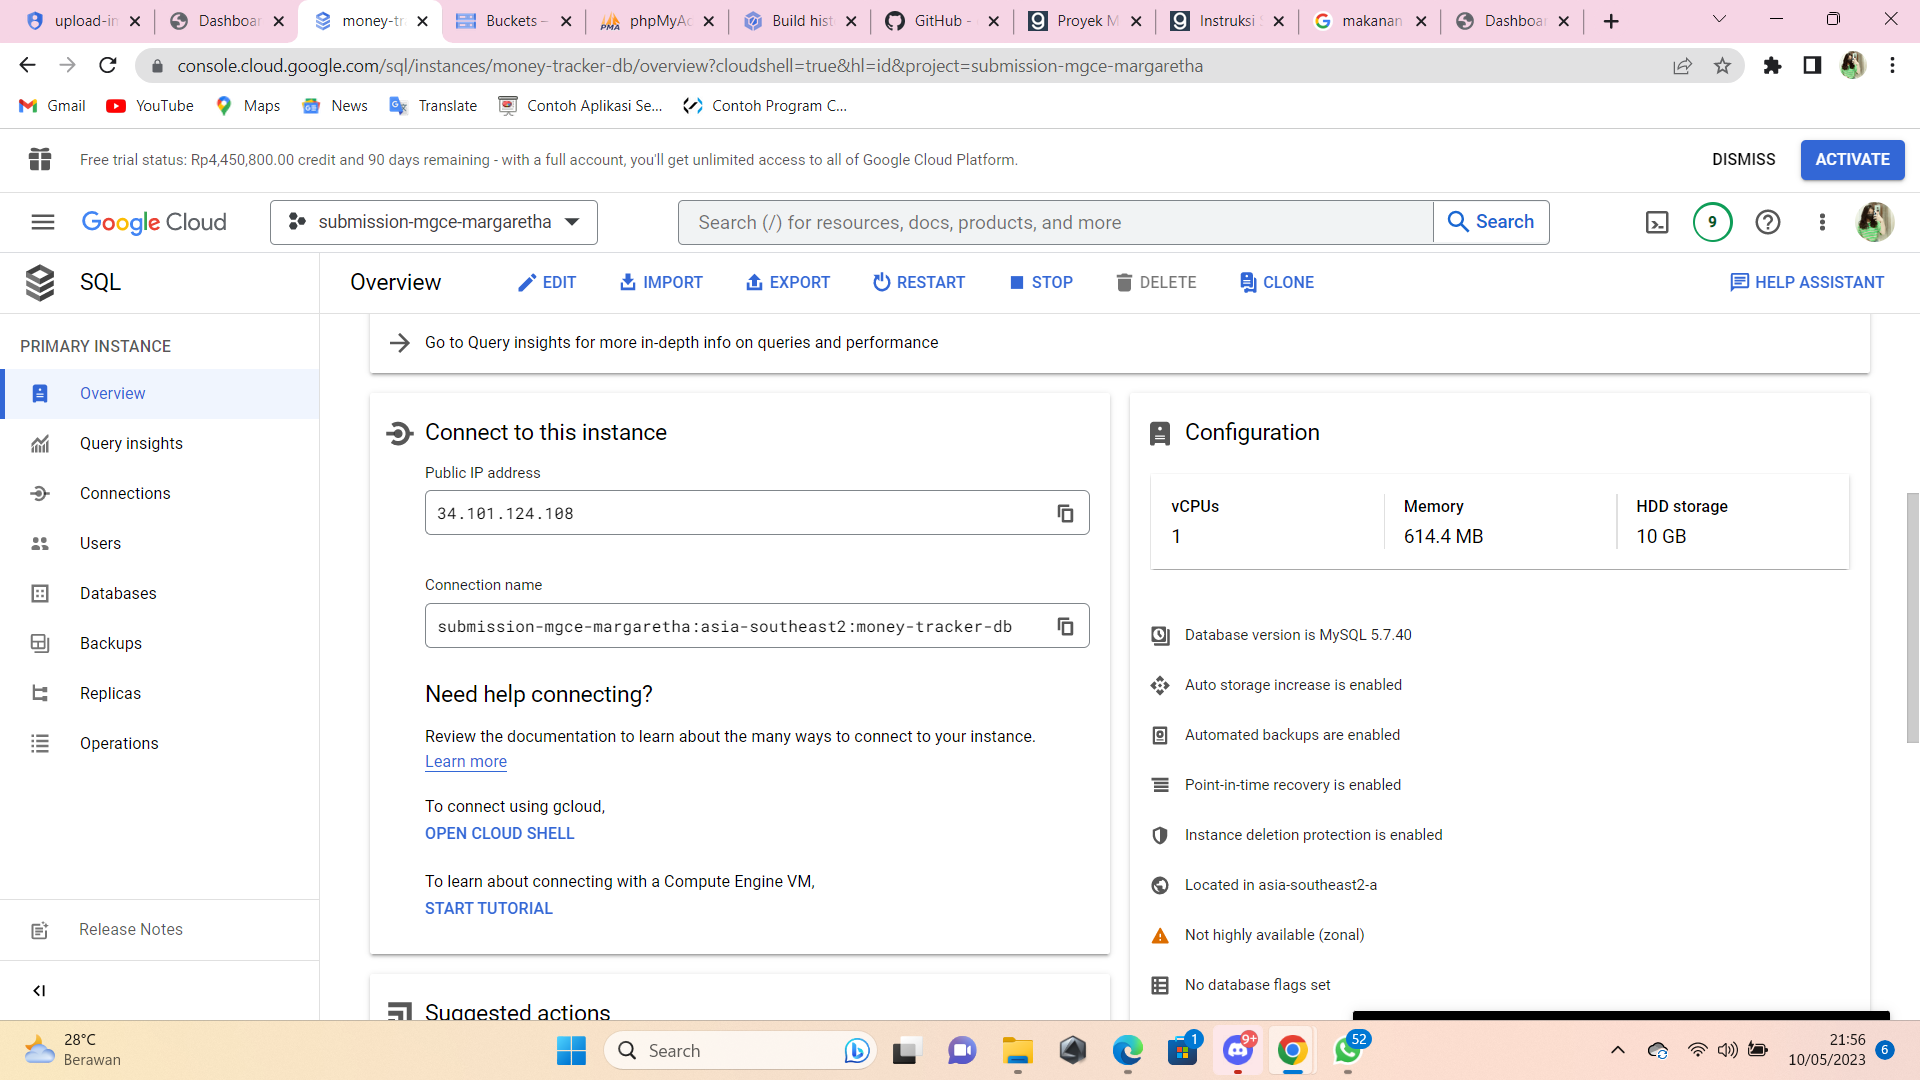 upload-in
Dashboar
money-tr
Buckets –
phpMyAd
Build hist
GitHub -
Proyek M
Instruksi S
makanan
Dashboar
console.cloud.google.com/sql/instances/money-tracker-db/overview?cloudshell=true&hl=id&project=submission-mgce-margaretha
Gmail
YouTube
Maps
News
Translate
Contoh Aplikasi Se...
Contoh Program C...
Free trial status: Rp4,450,800.00 credit and 90 days remaining - with a full account, you'll get unlimited access to all of Google Cloud Platform.
DISMISS
ACTIVATE
Google Cloud
submission-mgce-margaretha
Search (/) for resources, docs, products, and more
Search
9
SQL
Overview
EDIT
IMPORT
EXPORT
RESTART
STOP
DELETE
CLONE
HELP ASSISTANT
PRIMARY INSTANCE
Overview
Query insights
Connections
Users
Databases
Backups
Replicas
Operations
Release Notes
Go to Query insights for more in-depth info on queries and performance
Connect to this instance
Public IP address
34.101.124.108
Connection name
submission-mgce-margaretha:asia-southeast2:money-tracker-db
Need help connecting?
Review the documentation to learn about the many ways to connect to your instance.
Learn more
To connect using gcloud,
OPEN CLOUD SHELL
To learn about connecting with a Compute Engine VM,
START TUTORIAL
Suggested actions
Configuration
vCPUs
1
Memory
614.4 MB
HDD storage
10 GB
Database version is MySQL 5.7.40
Auto storage increase is enabled
Automated backups are enabled
Point-in-time recovery is enabled
Instance deletion protection is enabled
Located in asia-southeast2-a
Not highly available (zonal)
No database flags set
28°C
Berawan
Search
1
9+
52
21:56
10/05/2023
6